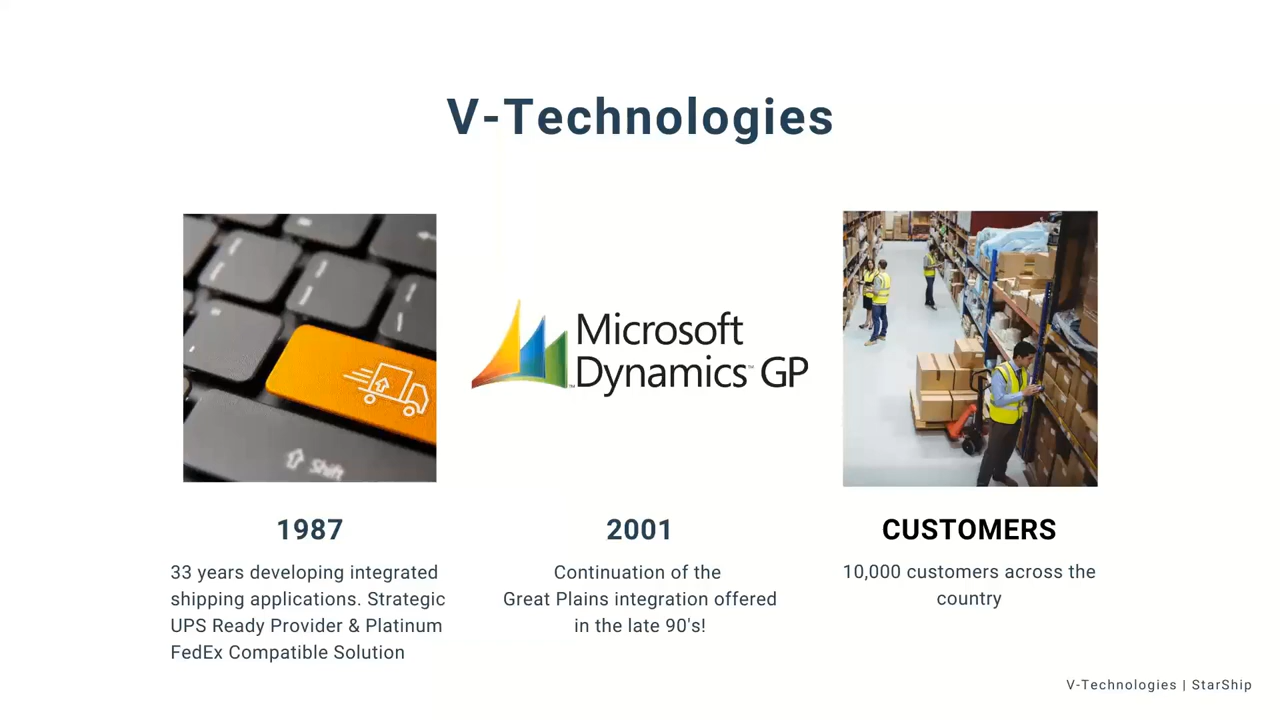 V-Technologies
Shift
Microsoft
Dynamics™ GP
1987
33 years developing integrated
shipping applications. Strategic
UPS Ready Provider & Platinum
FedEx Compatible Solution
2001
Continuation of the
Great Plains integration offered
in the late 90's!
CUSTOMERS
10,000 customers across the
country
V-Technologies | StarShip